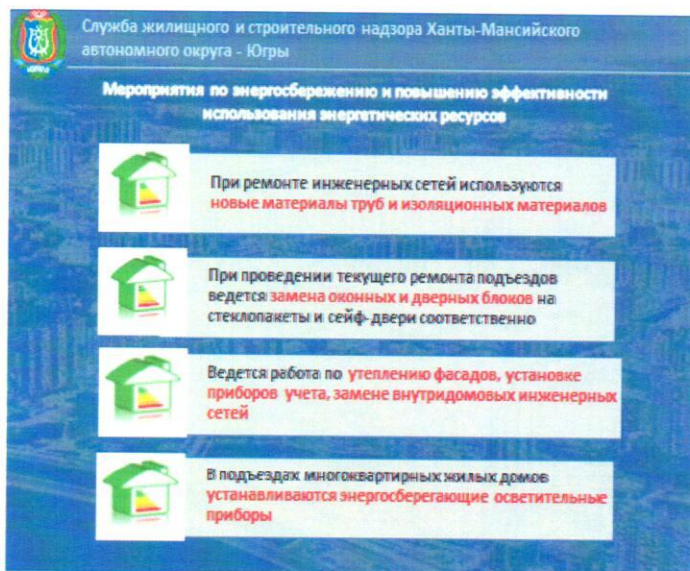 Служба жилищного и строительного надзора Ханты-Мансийского
автономного округа - Югры
Мероприятия по энергосбережению и повышению эффективности
использования энергетических ресурсов
При ремонте инженерных сетей используются
новые материалы труб и изоляционных материалов
При проведении текущего ремонта подъездов
ведется замена оконных и дверных блоков на
стеклопакеты и сейф-двери соответственно
Ведется работа по утеплению фасадов, установке
приборов учета, замене внутридомовых инженерных
сетей
В подъездах многоквартирных жилых домов
устанавливаются энергосберегающие осветительные
приборы